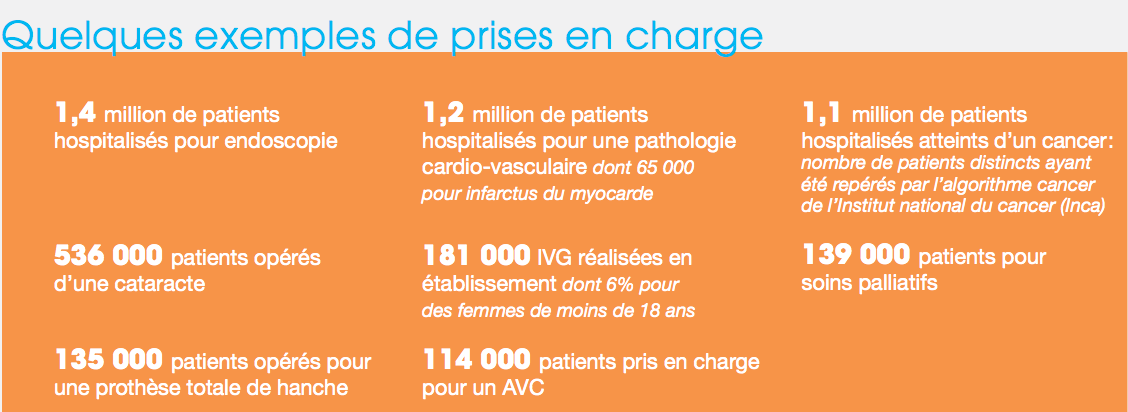 Quelques exemples de prises en charge
1,4 million de patients
hospitalisés pour endoscopie
1,2 million de patients
hospitalisés pour une pathologie
cardio-vasculaire dont 65 000
pour infarctus du myocarde
1,1 million de patients
hospitalisés atteints d'un cancer:
nombre de patients distincts ayant
été repérés par l'algorithme cancer
de l'Institut national du cancer (Inca)
536 000 patients opérés
d'une cataracte
181 000 IVG réalisées en
établissement dont 6% pour
des femmes de moins de 18 ans
139 000 patients pour
soins palliatifs
135 000 patients opérés pour
une prothèse totale de hanche
114 000 patients pris en charge
pour un AVC